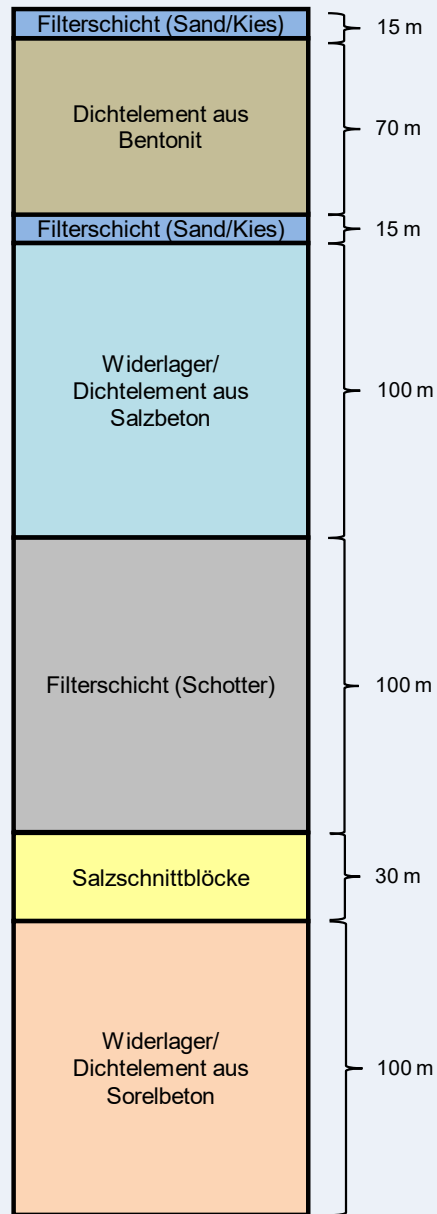 Filterschicht (Sand/Kies)
15 m
Dichtelement aus
Bentonit
70 m
Filterschicht (Sand/Kies)
15 m
Widerlager/
Dichtelement aus
Salzbeton
100 m
Filterschicht (Schotter)
100 m
Salzschnittblöcke
30 m
Widerlager/
Dichtelement aus
Sorelbeton
100 m